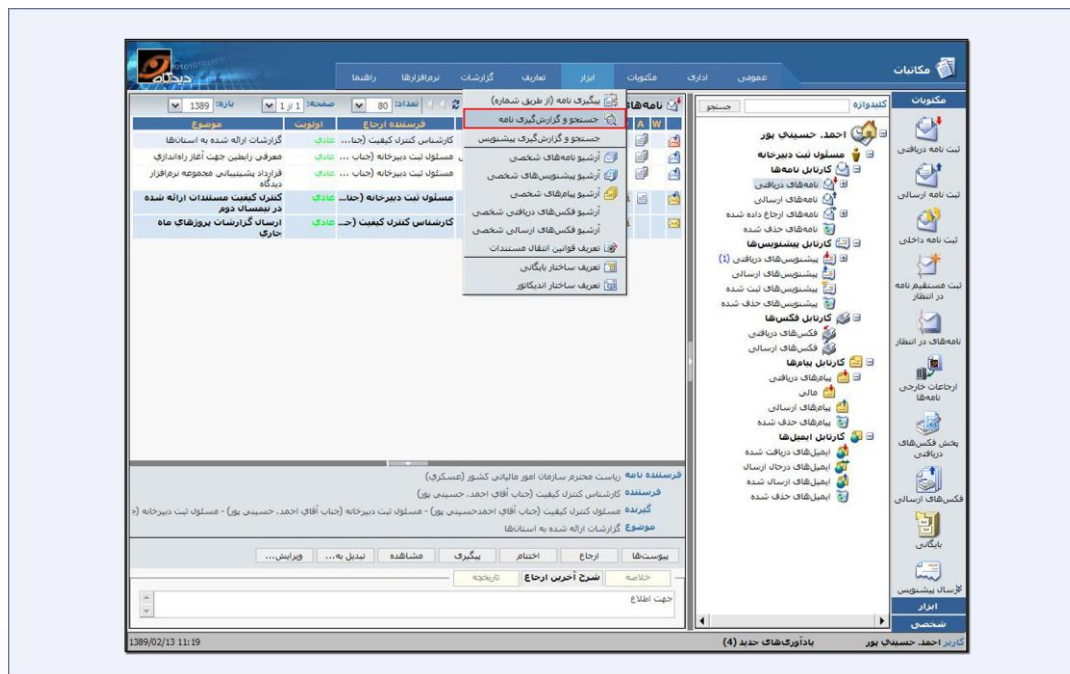 مکاتبات
عمومی اداری مکتوبات ابزار تعاریف گزارشات نرم‌افزارها راهنما
دیدگاه
مکتوبات
ثبت نامه دریافتی
ثبت نامه ارسالی
ثبت نامه داخلی
ثبت مستقیم نامه
در انتظار
نامه‌های در انتظار
ارجاعات خارجی
نامه‌ها
پخش فکس‌های
دریافتی
فکس‌های ارسالی
بایگانی
ارسال پیشنویس
ابزار
شخصی
کلیدواژه جستجو
احمد. حسینی پور
مسئول ثبت دبیرخانه
کارتابل نامه‌ها
نامه‌های دریافتی
نامه‌های ارسالی
نامه‌های ارجاع داده شده
نامه‌های حذف شده
کارتابل پیشنویس‌ها
پیشنویس‌های دریافتی (1)
پیشنویس‌های ارسالی
پیشنویس‌های ثبت شده
پیشنویس‌های حذف شده
کارتابل فکس‌ها
فکس‌های دریافتی
فکس‌های ارسالی
کارتابل پیام‌ها
پیام‌های دریافتی
مالی
پیام‌های ارسالی
پیام‌های حذف شده
کارتابل ایمیل‌ها
ایمیل‌های دریافت شده
ایمیل‌های درحال ارسال
ایمیل‌های ارسال شده
ایمیل‌های حذف شده
پیگیری نامه (از طریق شماره)
جستجو و گزارش‌گیری نامه
جستجو و گزارش‌گیری پیشنویس
آرشیو نامه‌های شخصی
آرشیو پیشنویس‌های شخصی
آرشیو پیام‌های شخصی
آرشیو فکس‌های دریافتی شخصی
آرشیو فکس‌های ارسالی شخصی
تعریف قوانین انتقال مستندات
تعریف ساختار بایگانی
تعریف ساختار اندیکاتور
نامه‌های تعداد: 80 صفحه: 1 از 1 بازه: 1389
W A فرستنده ارجاع اولویت موضوع
کارشناس کنترل کیفیت (جنا... عادی گزارشات ارائه شده به استان‌ها
مسئول ثبت دبیرخانه (جناب ... عادی معرفی رابطین جهت آغاز راه‌اندازی
مسئول ثبت دبیرخانه (جناب ... عادی قرارداد پشتیبانی مجموعه نرم‌افزار
دیدگاه
مسئول ثبت دبیرخانه (جنا... عادی کنترل کیفیت مستندات ارائه شده
در نیمسال دوم
کارشناس کنترل کیفیت (ج... عادی ارسال گزارشات پروژهای ماه
جاری
فرستنده نامه ریاست محترم سازمان امور مالیاتی کشور (عسکری)
فرستنده کارشناس کنترل کیفیت (جناب آقای احمد. حسینی پور)
گیرنده مسئول کنترل کیفیت (جناب آقای احمدحسینی پور) - مسئول ثبت دبیرخانه (جناب آقای احمد. حسینی پور) - مسئول ثبت دبیرخانه (ج
موضوع گزارشات ارائه شده به استان‌ها
پیوست‌ها ارجاع اختتام پیگیری مشاهده تبدیل به... ویرایش...
خلاصه شرح آخرین ارجاع تاریخچه
جهت اطلاع
کاربر احمد. حسینی پور یادآوری‌های جدید (4) 1389/02/13 11:19